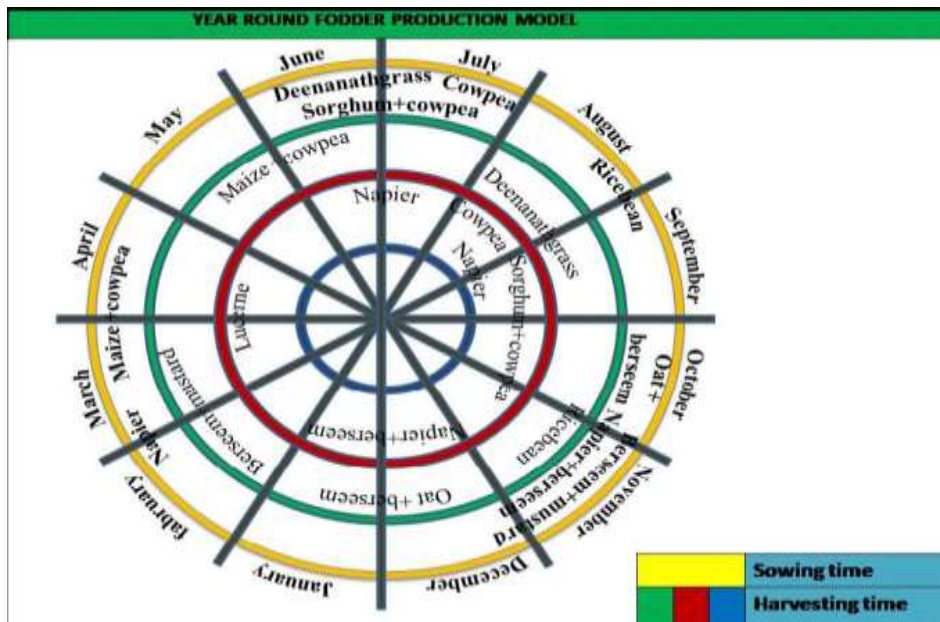 YEAR ROUND FODDER PRODUCTION MODEL
June
July
August
September
October
November
December
January
fabruary
March
April
May
Deenanathgrass
Cowpea
Sorghum+cowpea
Ricebean
Oat+
berseem
Napier+berseem
Berseem+mustard
Napier
Maize+cowpea
Maize+cowpea
Deenanathgrass
Ricebean
Oat+berseem
Berseem+mustard
Napier
Cowpea
Sorghum+cowpea
Napier+berseem
Lucerne
Napier
Sowing time
Harvesting time